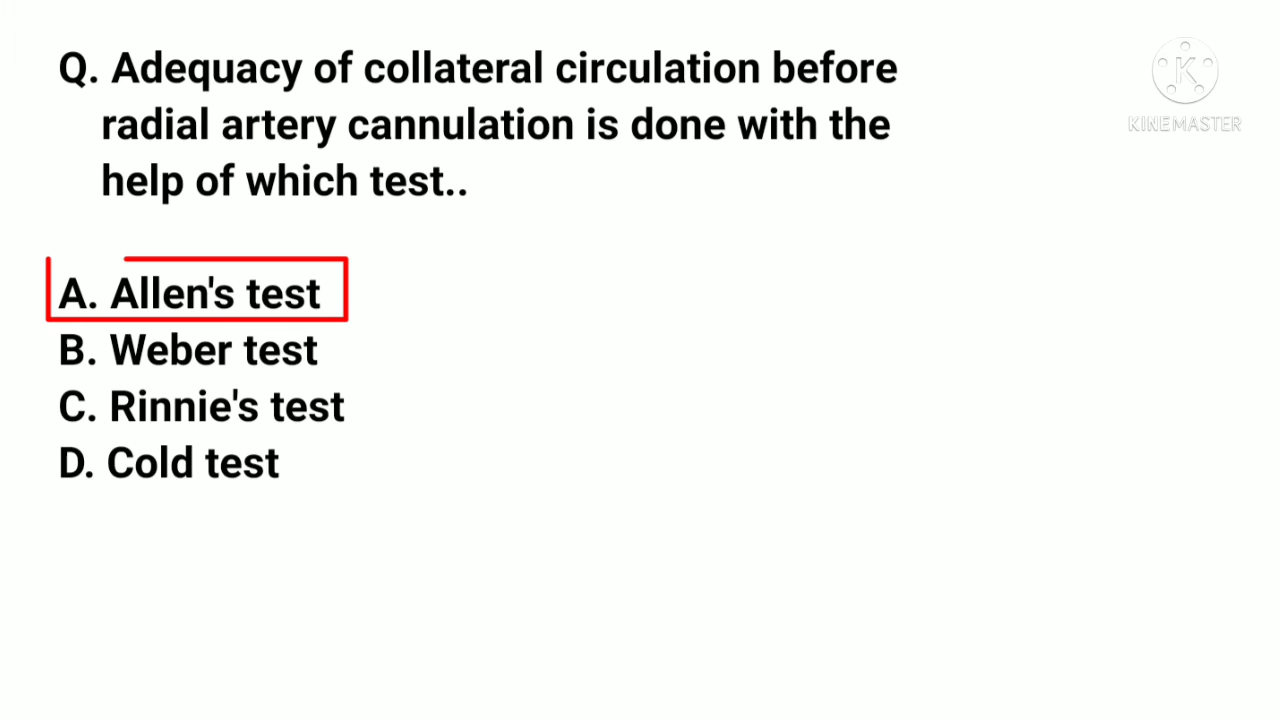 Q. Adequacy of collateral circulation before
radial artery cannulation is done with the
help of which test..
A. Allen's test
B. Weber test
C. Rinnie's test
D. Cold test
K
KINEMASTER